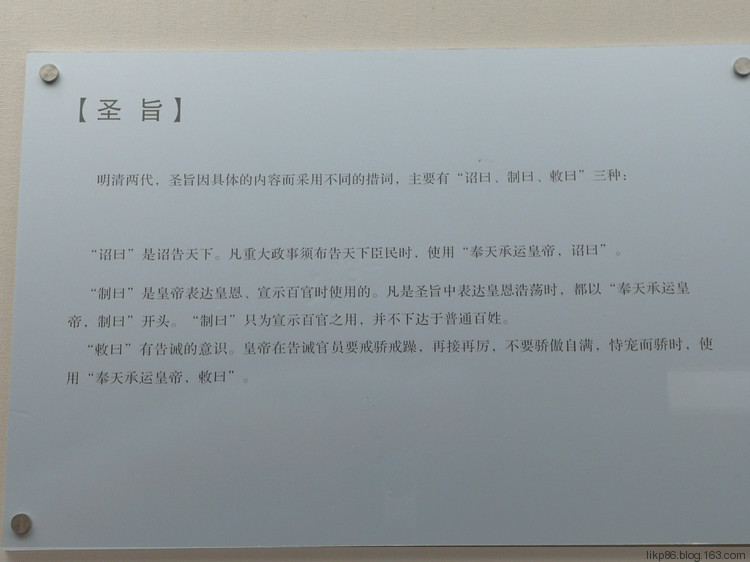 【圣 旨】
明清两代，圣旨因具体的内容而采用不同的措词，主要有“诏曰、制曰、敕曰”三种：
“诏曰”是诏告天下。凡重大政事须布告天下臣民时，使用“奉天承运皇帝，诏曰”。
“制曰”是皇帝表达皇恩、宣示百官时使用的。凡是圣旨中表达皇恩浩荡时，都以“奉天承运皇
帝，制曰”开头。“制曰”只为宣示百官之用，并不下达于普通百姓。
“敕曰”有告诫的意识。皇帝在告诫官员要戒骄戒躁，再接再厉，不要骄傲自满，恃宠而骄时，使
用“奉天承运皇帝，敕曰”。
likp86.blog.163.com